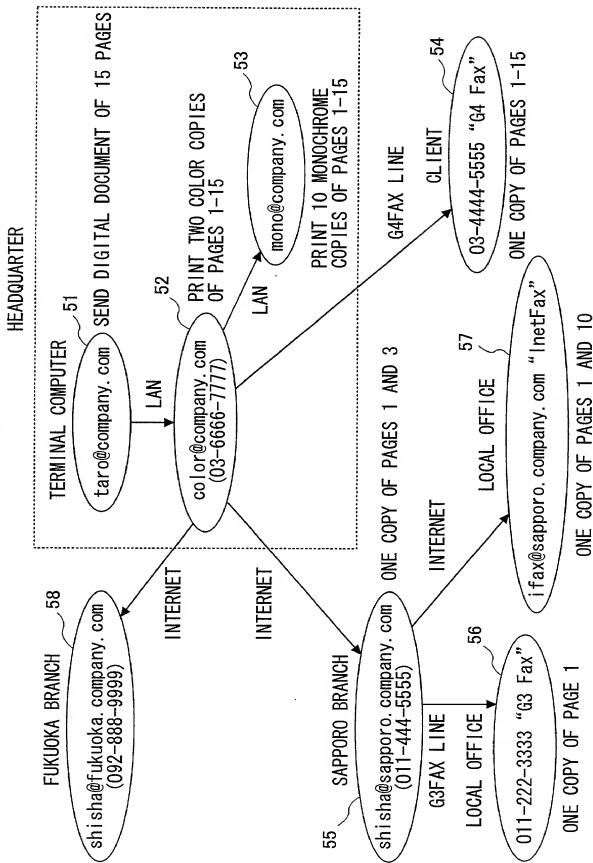 HEADQUARTER
TERMINAL COMPUTER
51
taro@company.com
SEND DIGITAL DOCUMENT OF 15 PAGES
LAN
52
color@company.com
(03-6666-7777)
PRINT TWO COLOR COPIES
OF PAGES 1-15
LAN
53
mono@company.com
PRINT 10 MONOCHROME
COPIES OF PAGES 1-15
FUKUOKA BRANCH
58
shisha@fukuoka.company.com
(092-888-9999)
INTERNET
INTERNET
G4FAX LINE
CLIENT
54
03-4444-5555 “G4 Fax”
ONE COPY OF PAGES 1-15
SAPPORO BRANCH
55
shisha@sapporo.company.com
(011-444-5555)
ONE COPY OF PAGES 1 AND 3
G3FAX LINE
LOCAL OFFICE
56
011-222-3333 “G3 Fax”
ONE COPY OF PAGE 1
INTERNET
LOCAL OFFICE
57
ifax@sapporo.company.com “InetFax”
ONE COPY OF PAGES 1 AND 10